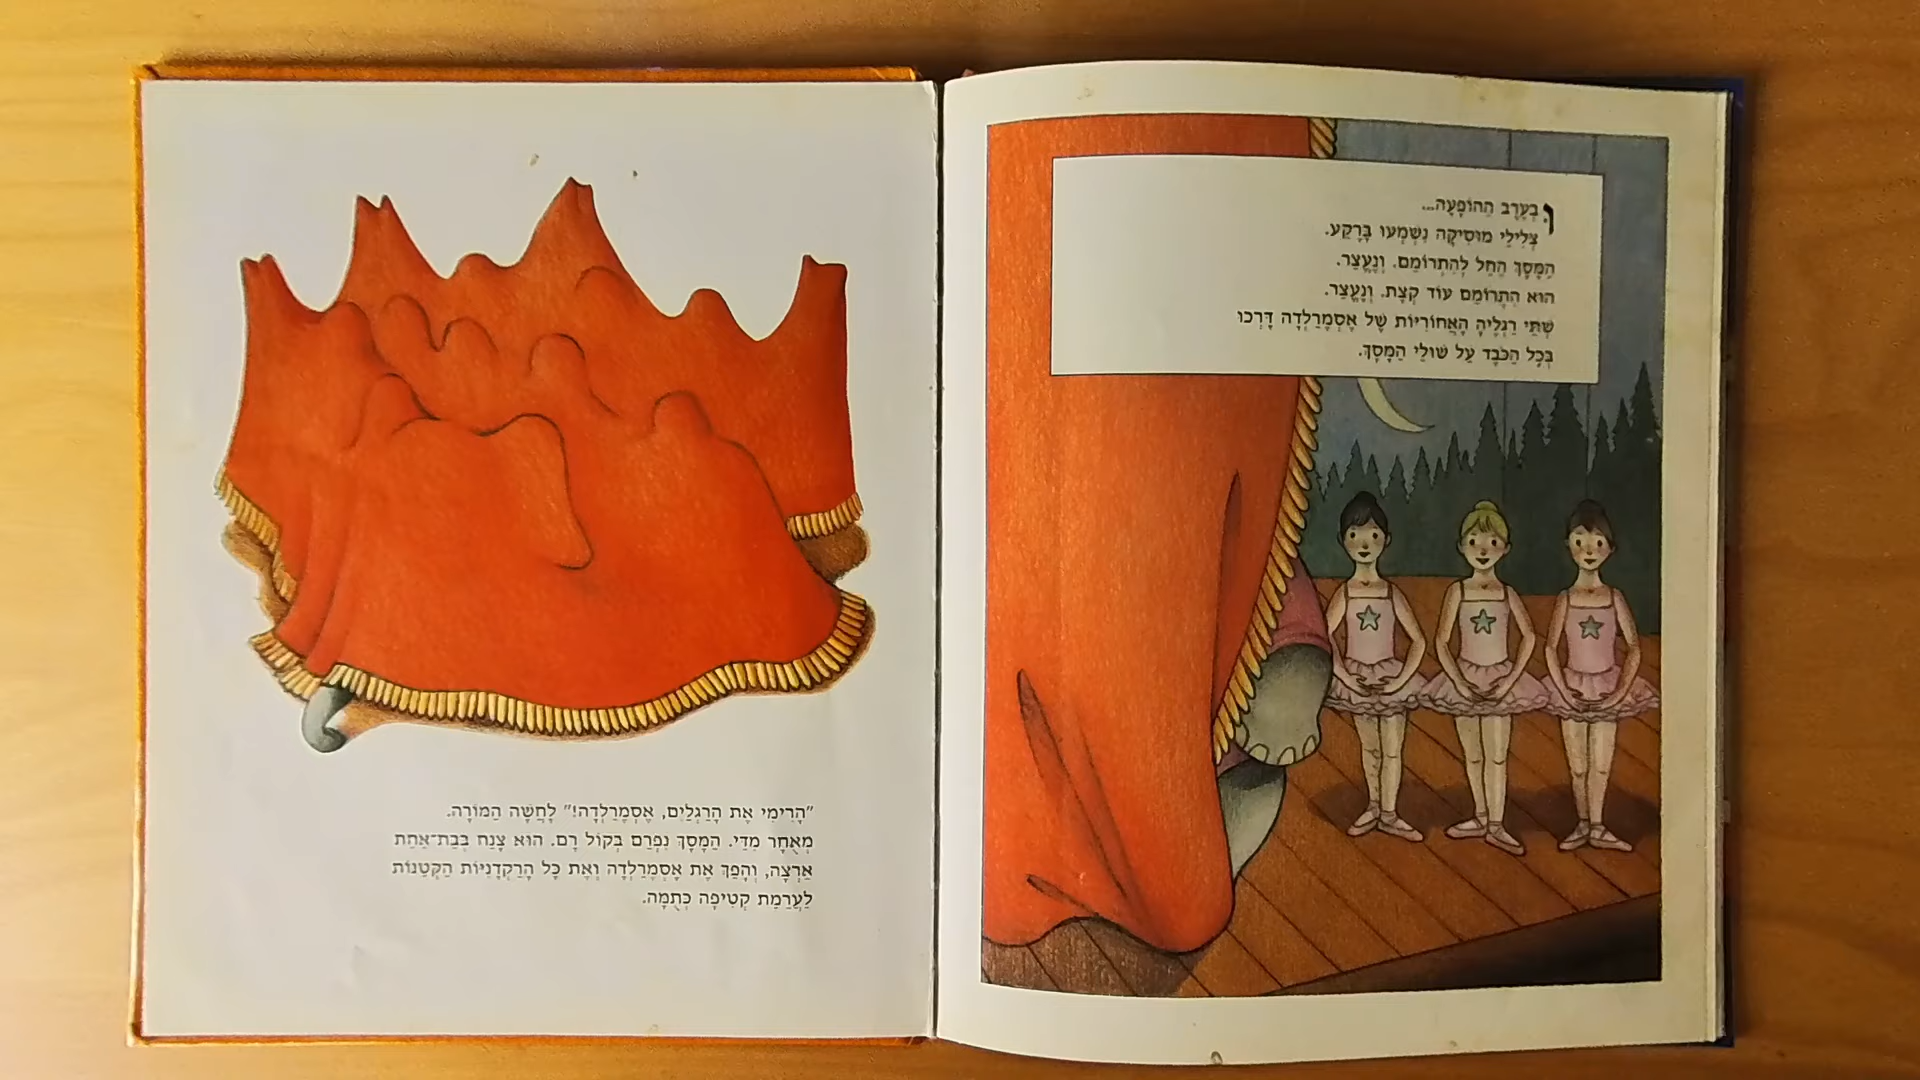 וּבְעֶרֶב הַהוֹפָעָה...
צְלִילֵי מוּסִיקָה נִשְׁמְעוּ בָּרֶקַע.
הַמָּסָךְ הֵחֵל לְהִתְרוֹמֵם. וְנֶעֱצַר.
הוּא הִתְרוֹמֵם עוֹד קְצָת. וְנֶעֱצַר.
שְׁתֵּי רַגְלֶיהָ הָאֲחוֹרִיּוֹת שֶׁל אֶסְמֶרַלְדָה דָּרְכוּ
בְּכָל הַכֹּבֶד עַל שׁוּלֵי הַמָּסָךְ.
"הָרִימִי אֶת הָרַגְלַיִם, אֶסְמֶרַלְדָה!" לָחֲשָׁה הַמּוֹרָה.
מְאֻחָר מִדַּי. הַמָּסָךְ נִפְרַם בְּקוֹל רָם. הוּא צָנַח בְּבַת־אַחַת
אַרְצָה, וְהָפַךְ אֶת אֶסְמֶרַלְדָה וְאֶת כָּל הָרַקְדָנִיּוֹת הַקְּטַנּוֹת
לַעֲרֵמַת קְטִיפָה כְּתֻמָּה.